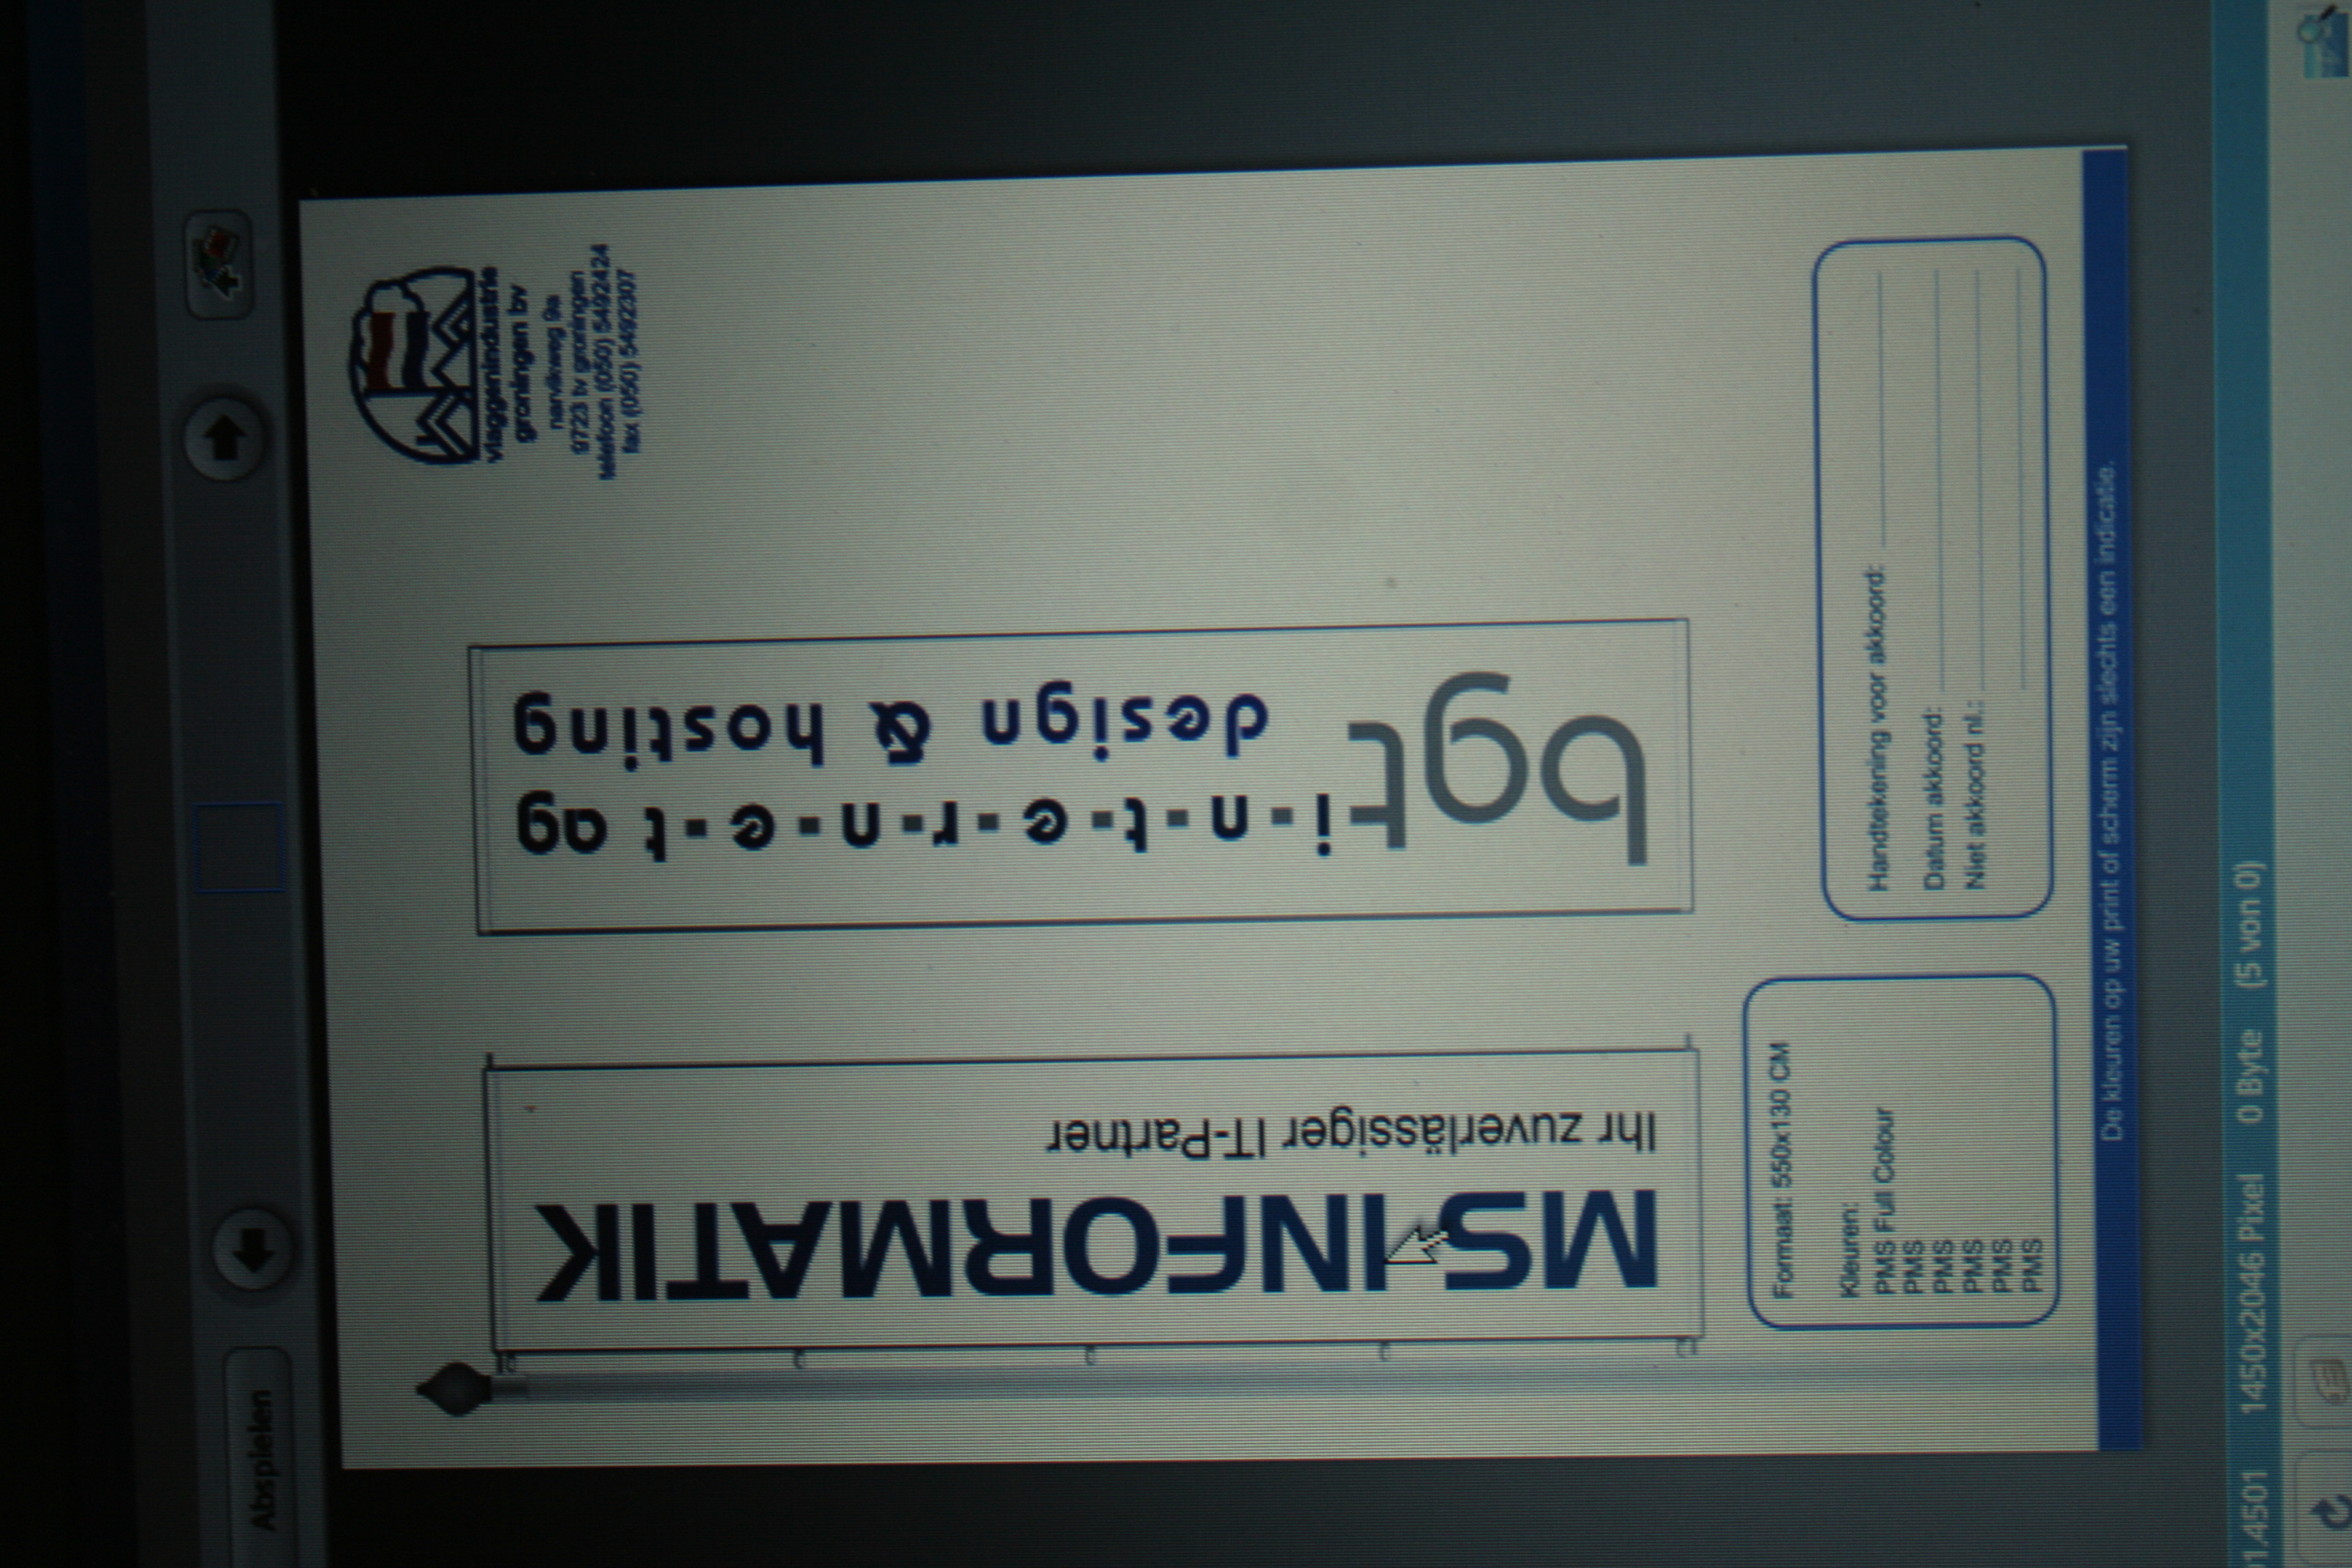 Abspielen
vlaggenindustrie
groningen bv
narvikweg 9a
9723 tv groningen
telefoon (050) 5492424
fax (050) 5492307
MS-INFORMATIK
Ihr zuverlässiger IT-Partner
bgt
i-n-t-e-r-n-e-t ag
design & hosting
Formaat: 550x130 CM
Kleuren:
PMS Full Colour
PMS
PMS
PMS
PMS
PMS
Handtekening voor akkoord:
Datum akkoord:
Niet akkoord nl.:
De kleuren op uw print of scherm zijn slechts een indicatie.
1450x2046 Pixel 0 Byte (5 von 0)